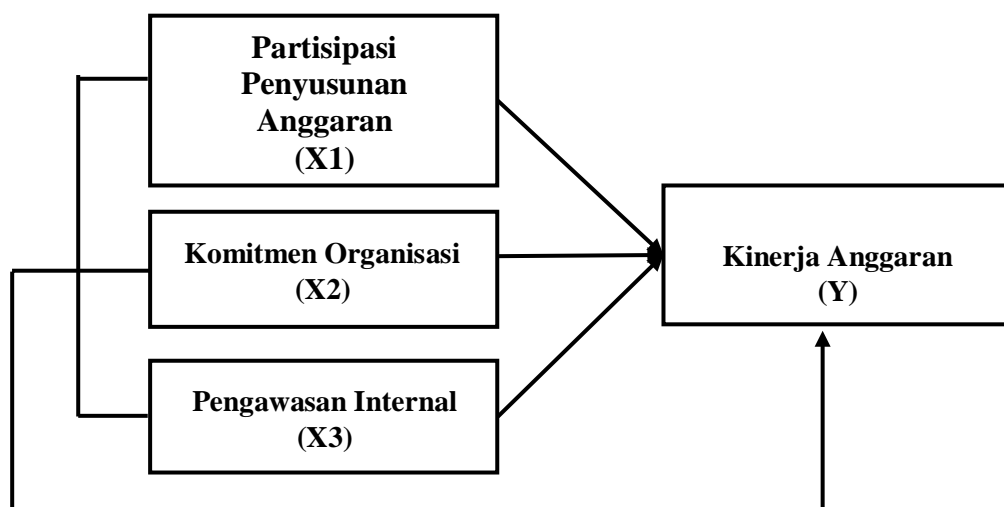 Partisipasi
Penyusunan
Anggaran
(X1)
Komitmen Organisasi
(X2)
Pengawasan Internal
(X3)
Kinerja Anggaran
(Y)